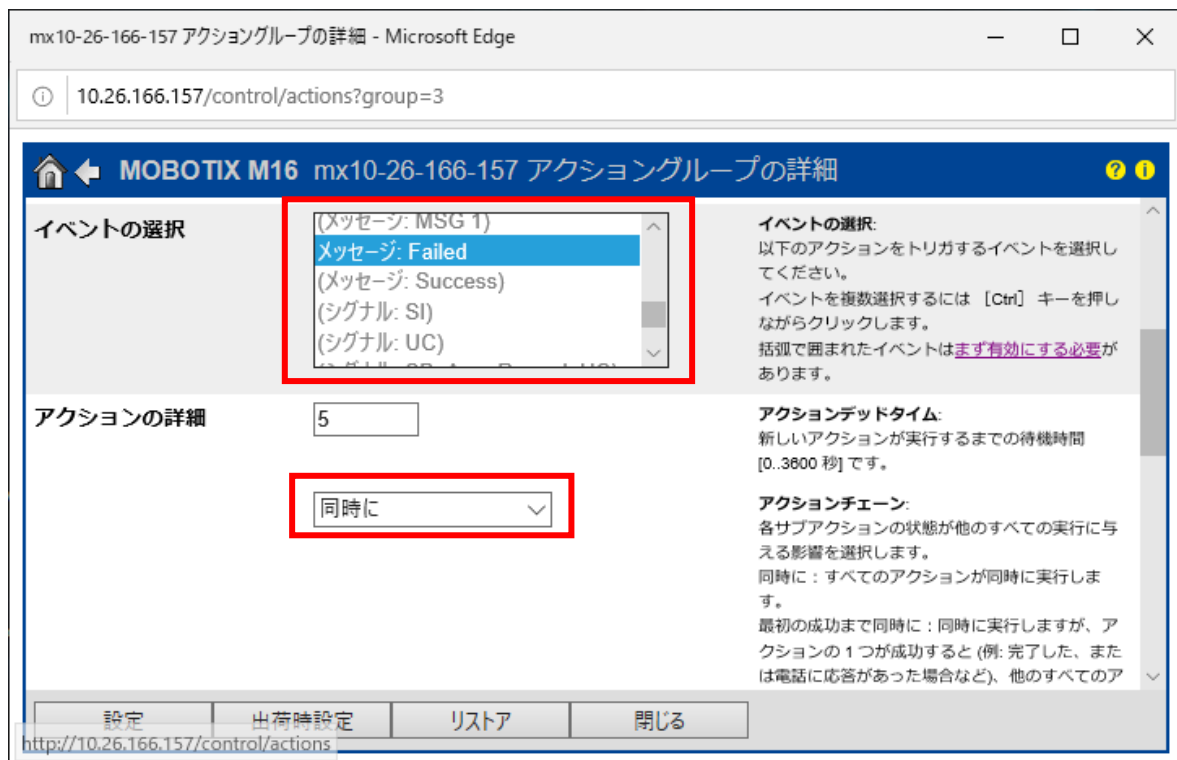 mx10-26-166-157 アクショングループの詳細 - Microsoft Edge
10.26.166.157/control/actions?group=3
MOBOTIX M16 mx10-26-166-157 アクショングループの詳細
イベントの選択
(メッセージ: MSG 1)
メッセージ: Failed
(メッセージ: Success)
(シグナル: SI)
(シグナル: UC)
イベントの選択:
以下のアクションをトリガするイベントを選択し
てください。
イベントを複数選択するには [Ctrl] キーを押し
ながらクリックします。
括弧で囲まれたイベントはまず有効にする必要が
あります。
アクションの詳細
5
アクションデッドタイム:
新しいアクションが実行するまでの待機時間
[0..3600 秒] です。
同時に
アクションチェーン:
各サブアクションの状態が他のすべての実行に与
える影響を選択します。
同時に : すべてのアクションが同時に実行しま
す。
最初の成功まで同時に : 同時に実行しますが、ア
クションの 1 つが成功すると (例: 完了した、また
は電話に応答があった場合など)、他のすべてのア
設定
出荷時設定
リストア
閉じる
http://10.26.166.157/control/actions